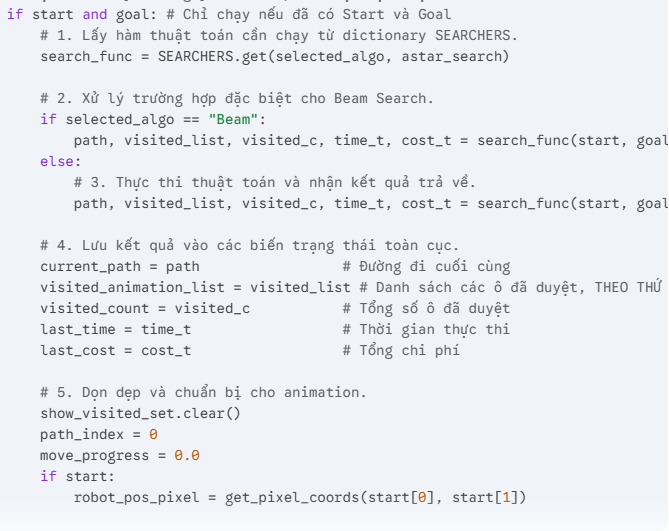 if start and goal: # Chỉ chạy nếu đã có Start và Goal
# 1. Lấy hàm thuật toán cần chạy từ dictionary SEARCHERS.
search_func = SEARCHERS.get(selected_algo, astar_search)
# 2. Xử lý trường hợp đặc biệt cho Beam Search.
if selected_algo == "Beam":
path, visited_list, visited_c, time_t, cost_t = search_func(start, goal
else:
# 3. Thực thi thuật toán và nhận kết quả trả về.
path, visited_list, visited_c, time_t, cost_t = search_func(start, goal
# 4. Lưu kết quả vào các biến trạng thái toàn cục.
current_path = path # Đường đi cuối cùng
visited_animation_list = visited_list # Danh sách các ô đã duyệt, THEO THỨ
visited_count = visited_c # Tổng số ô đã duyệt
last_time = time_t # Thời gian thực thi
last_cost = cost_t # Tổng chi phí
# 5. Dọn dẹp và chuẩn bị cho animation.
show_visited_set.clear()
path_index = 0
move_progress = 0.0
if start:
robot_pos_pixel = get_pixel_coords(start[0], start[1])